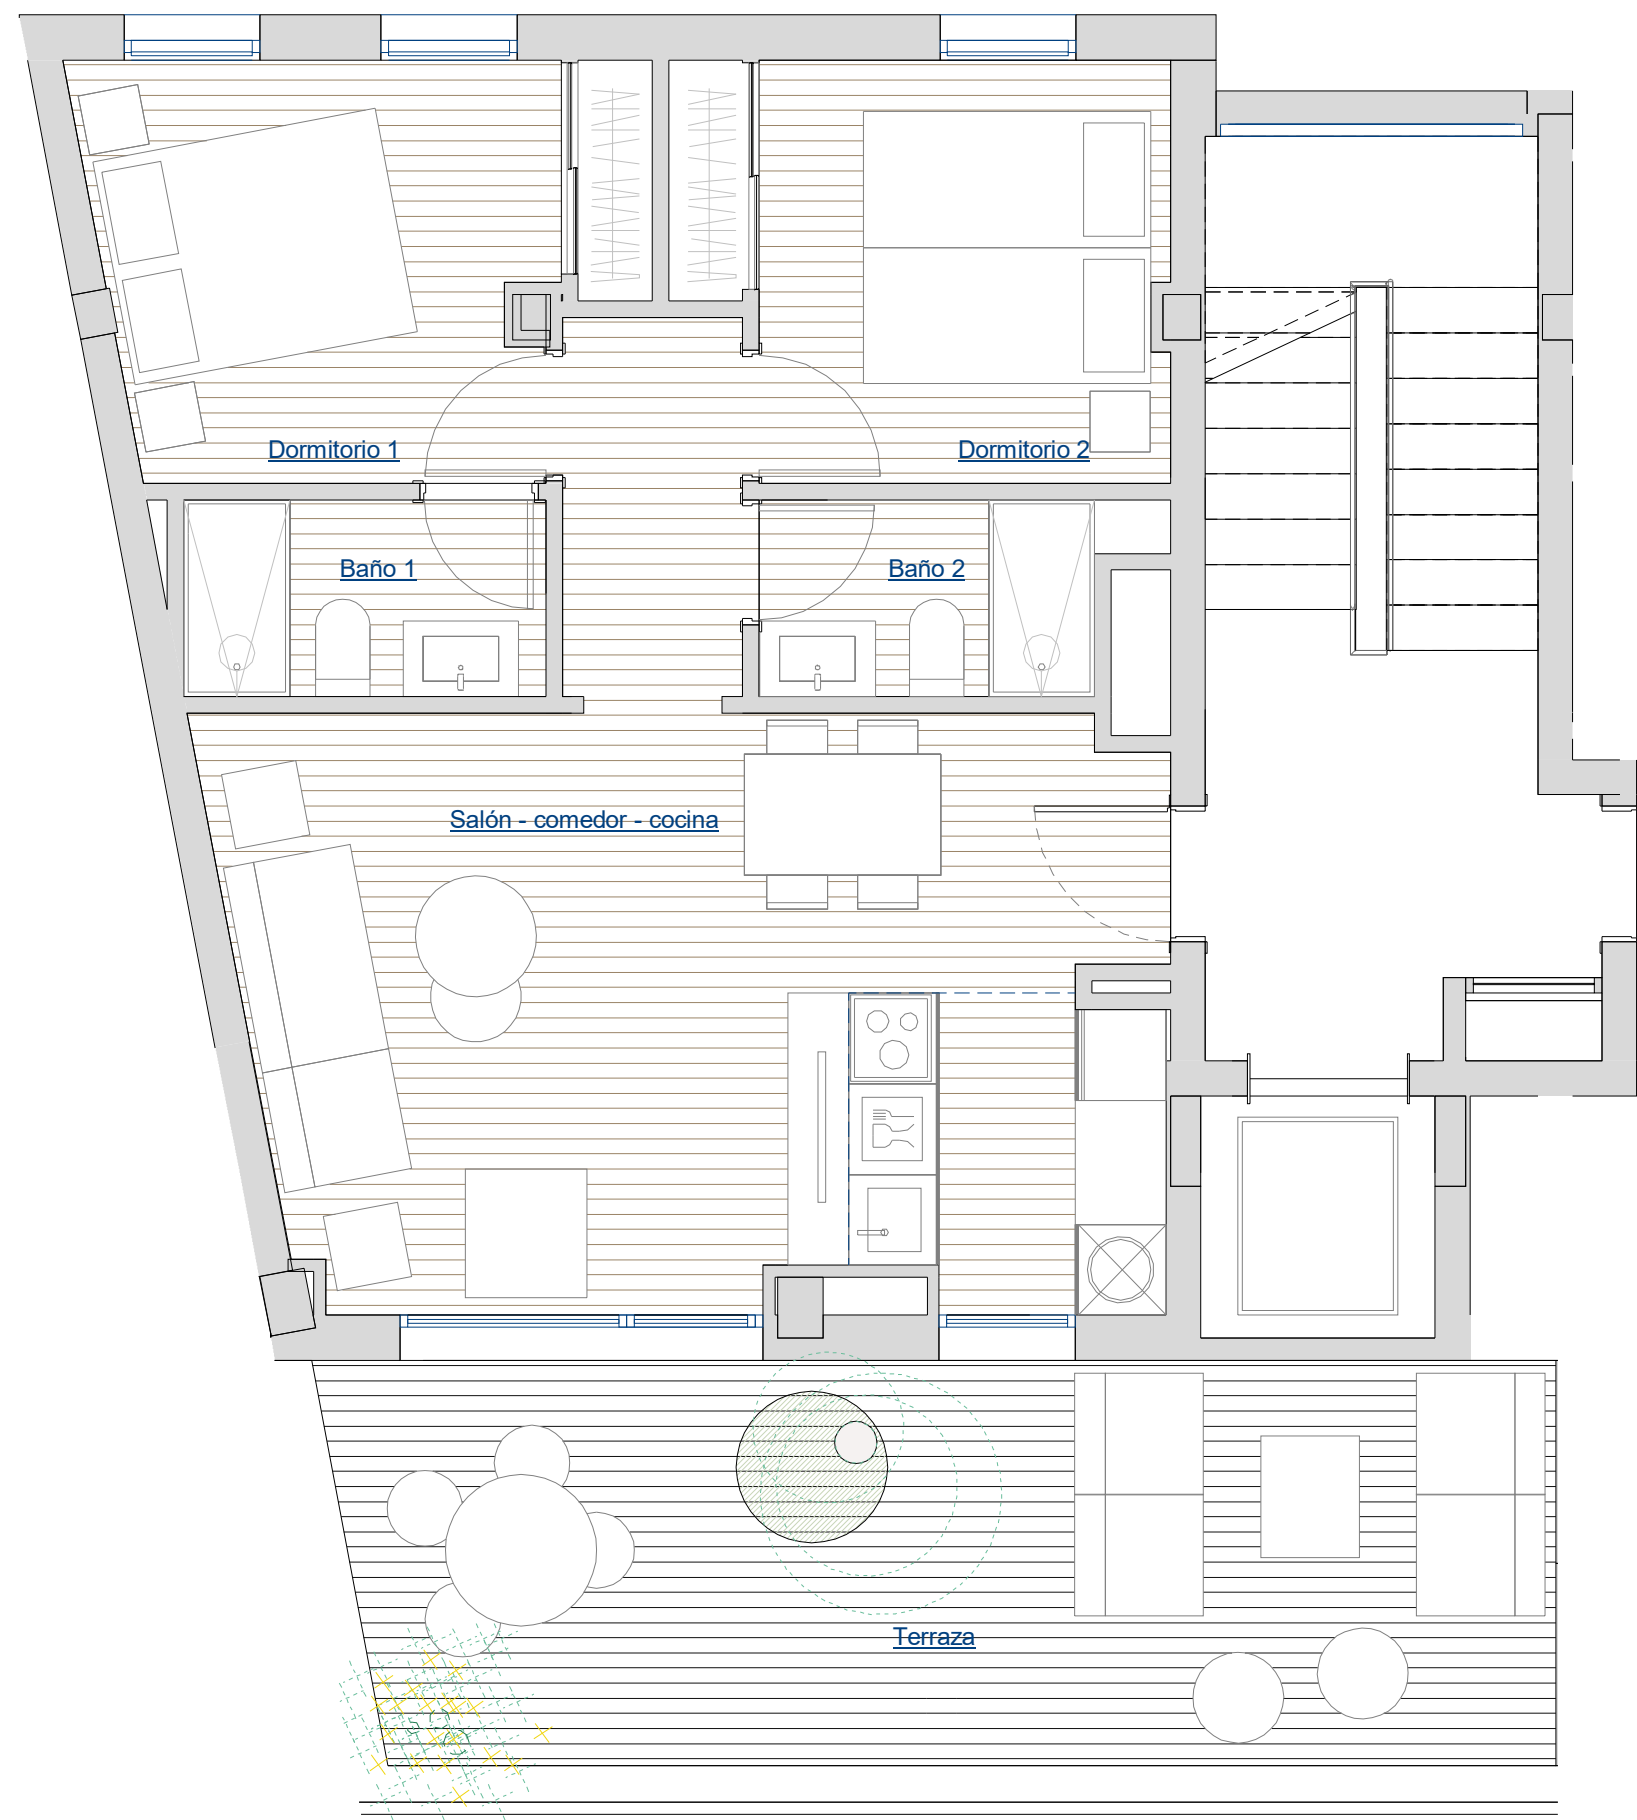 Dormitorio 1
Dormitorio 2
Baño 1
Baño 2
Salón - comedor - cocina
Terraza